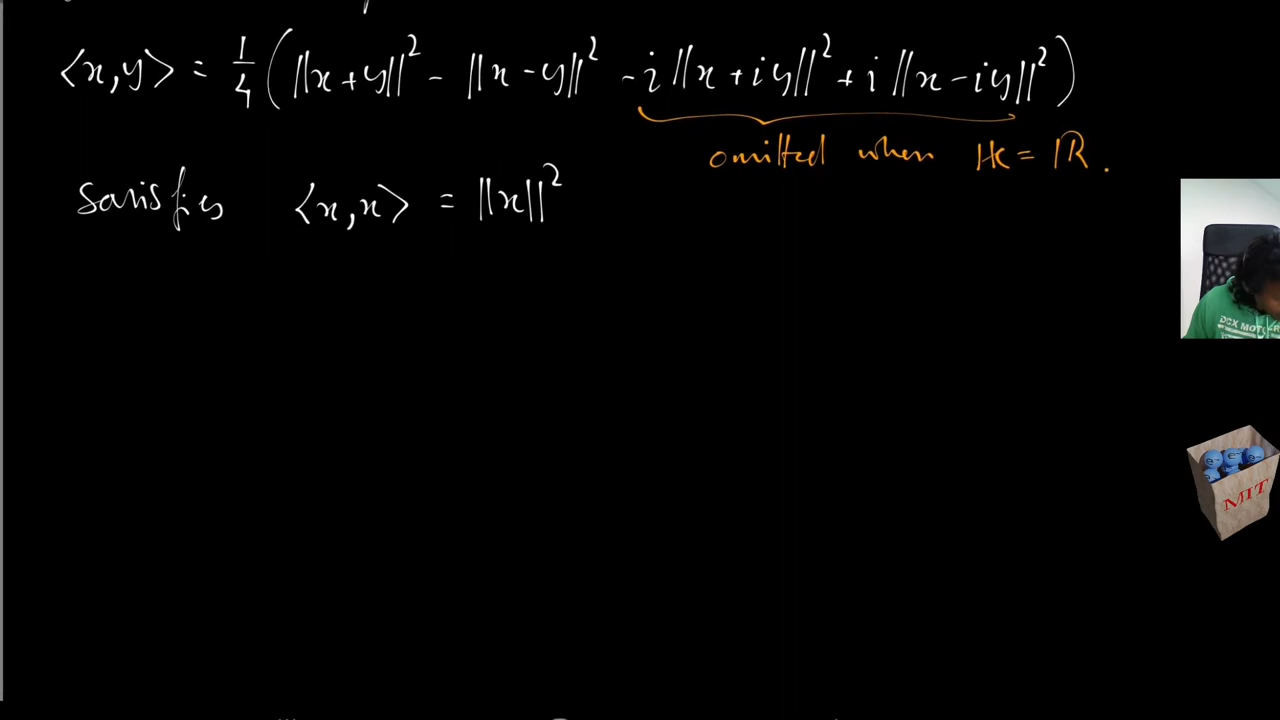 ⟨x,y⟩ = 1/4 (||x+y||² - ||x-y||² - i||x+iy||² + i||x-iy||²)
omitted when K = ℝ.
satisfies ⟨x,x⟩ = ||x||²
MIT